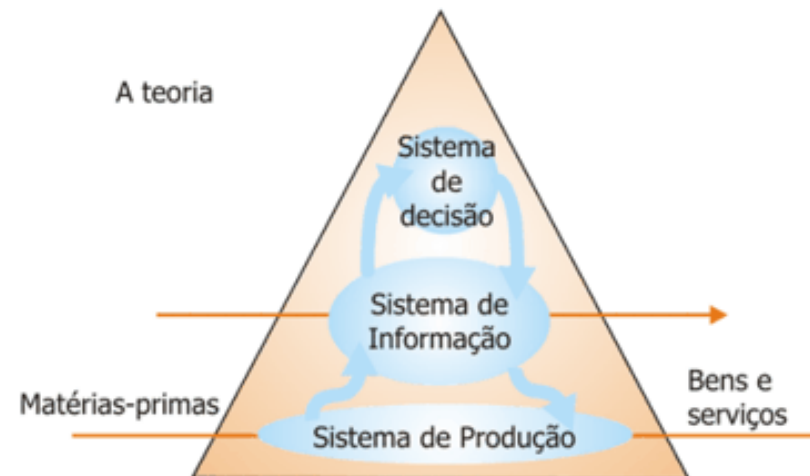 A teoria
Sistema
de
decisão
Sistema de
Informação
Matérias-primas
Bens e
serviços
Sistema de Produção